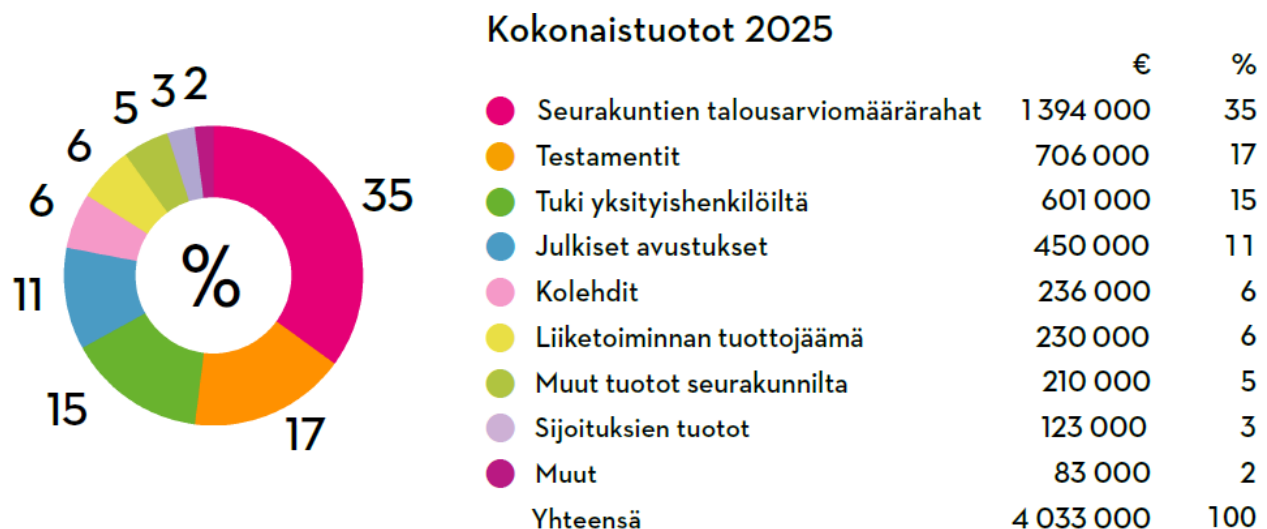 Kokonaistuotot 2025
€ %
Seurakuntien talousarviomäärärahat 1 394 000 35
Testamentit 706 000 17
Tuki yksityishenkilöiltä 601 000 15
Julkiset avustukset 450 000 11
Kolehdit 236 000 6
Liiketoiminnan tuottojäämä 230 000 6
Muut tuotot seurakunnilta 210 000 5
Sijoituksien tuotot 123 000 3
Muut 83 000 2
Yhteensä 4 033 000 100
35
17
15
11
6
6
5
3
2
%